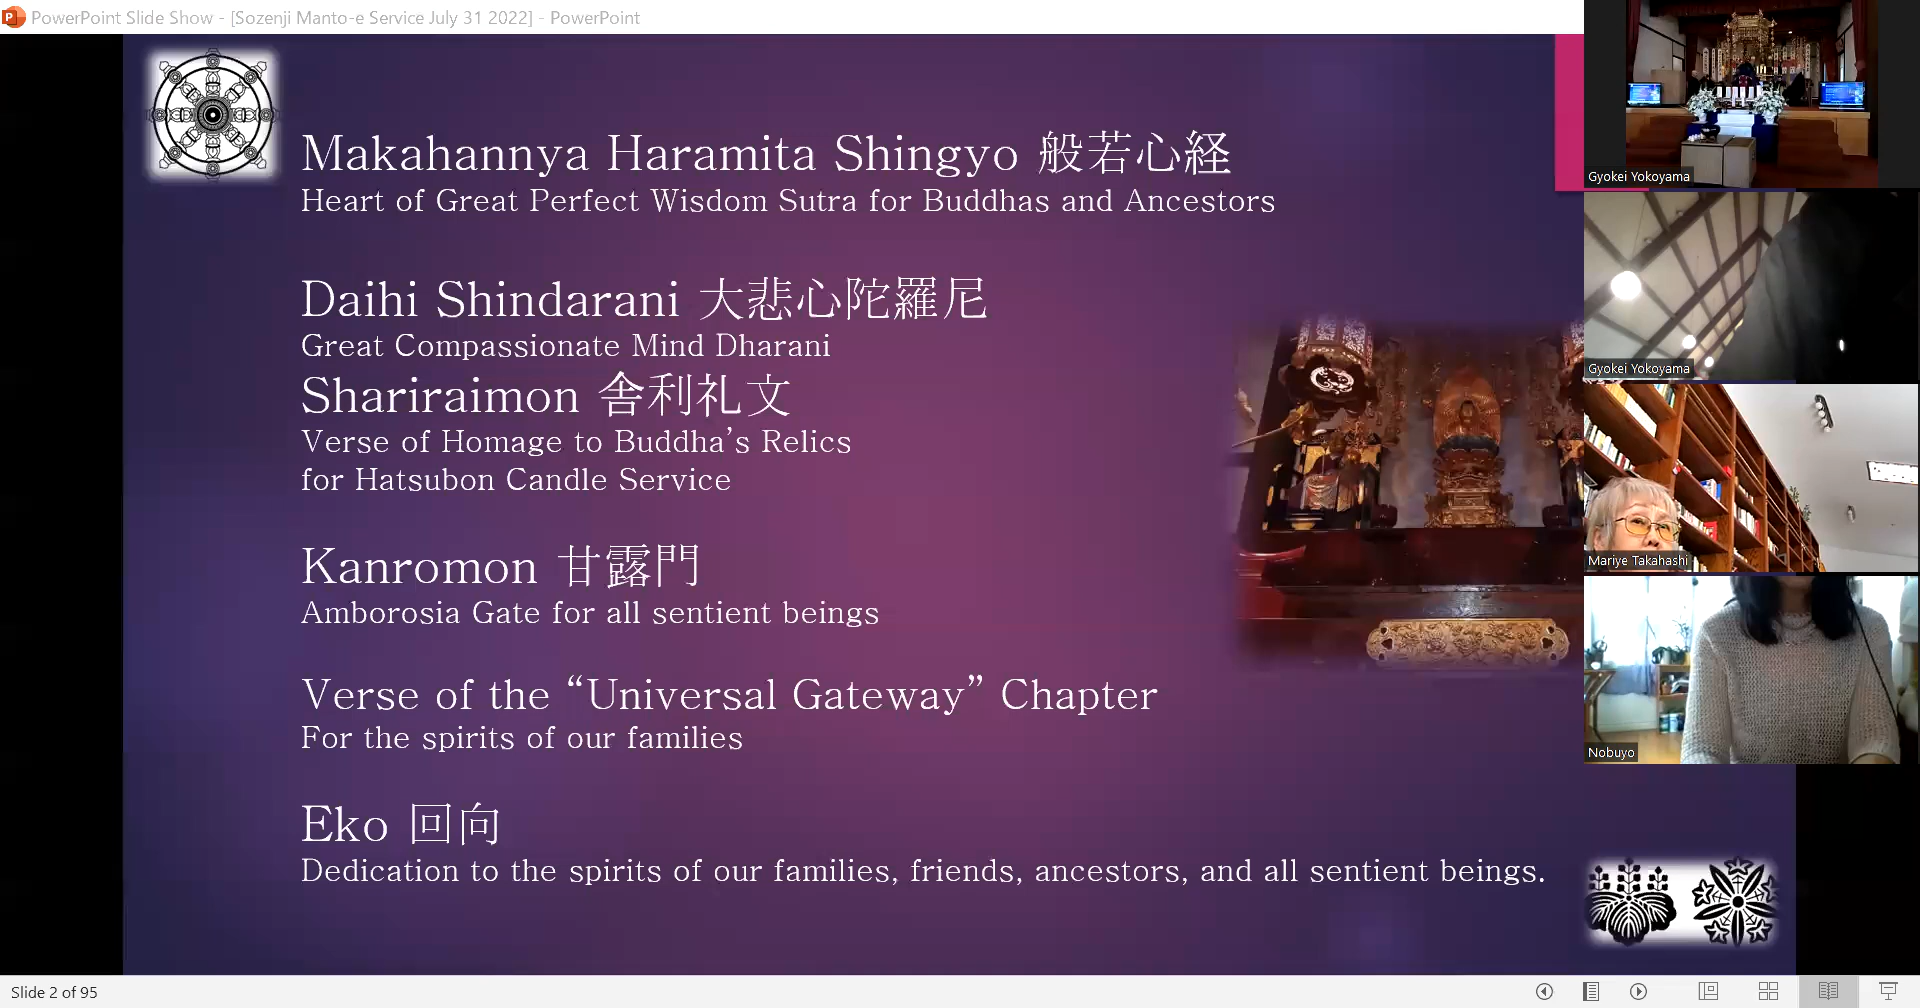 PowerPoint Slide Show - [Sozenji Manto-e Service July 31 2022] - PowerPoint
Makahannya Haramita Shingyo 般若心経
Heart of Great Perfect Wisdom Sutra for Buddhas and Ancestors
Daihi Shindarani 大悲心陀羅尼
Great Compassionate Mind Dharani
Shariraimon 舎利礼文
Verse of Homage to Buddha’s Relics
for Hatsubon Candle Service
Kanromon 甘露門
Amborosia Gate for all sentient beings
Verse of the “Universal Gateway” Chapter
For the spirits of our families
Eko 回向
Dedication to the spirits of our families, friends, ancestors, and all sentient beings.
Gyokei Yokoyama
Gyokei Yokoyama
Mariye Takahashi
Nobuyo
Slide 2 of 95